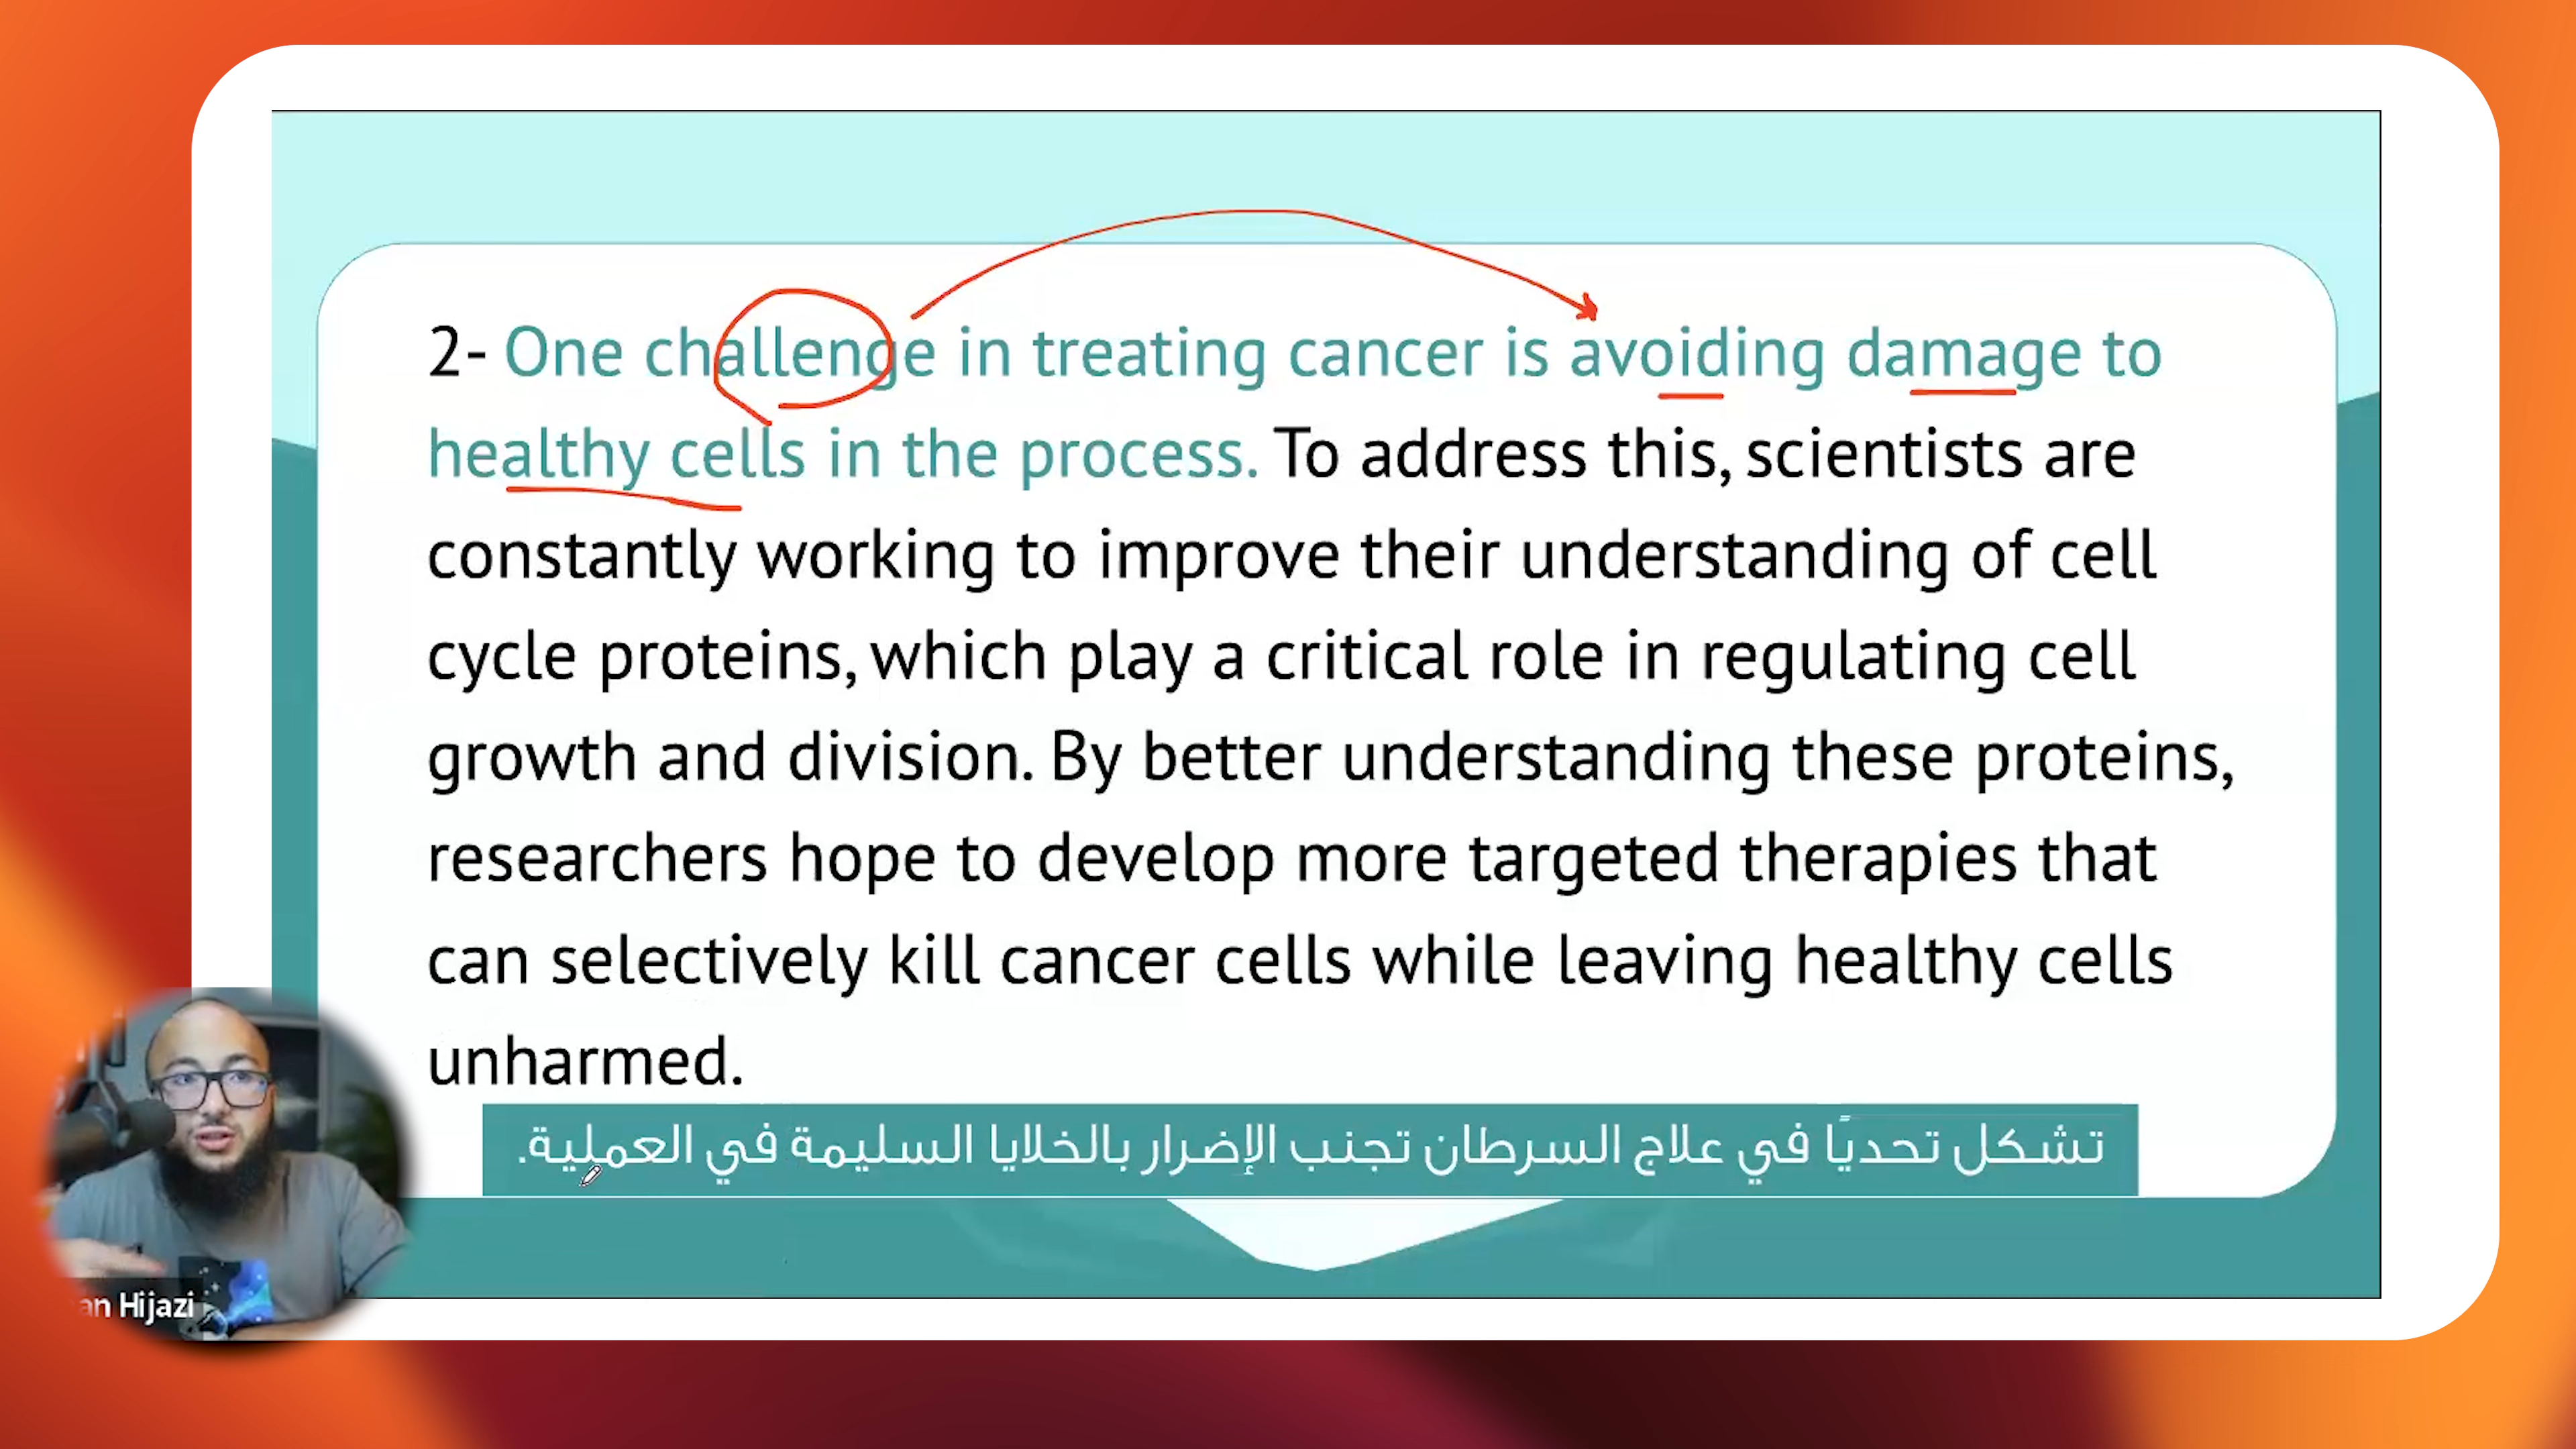 2- One challenge in treating cancer is avoiding damage to
healthy cells in the process. To address this, scientists are
constantly working to improve their understanding of cell
cycle proteins, which play a critical role in regulating cell
growth and division. By better understanding these proteins,
researchers hope to develop more targeted therapies that
can selectively kill cancer cells while leaving healthy cells
unharmed.
تشكل تحديًا في علاج السرطان تجنب الإضرار بالخلايا السليمة في العملية.
an Hijazi